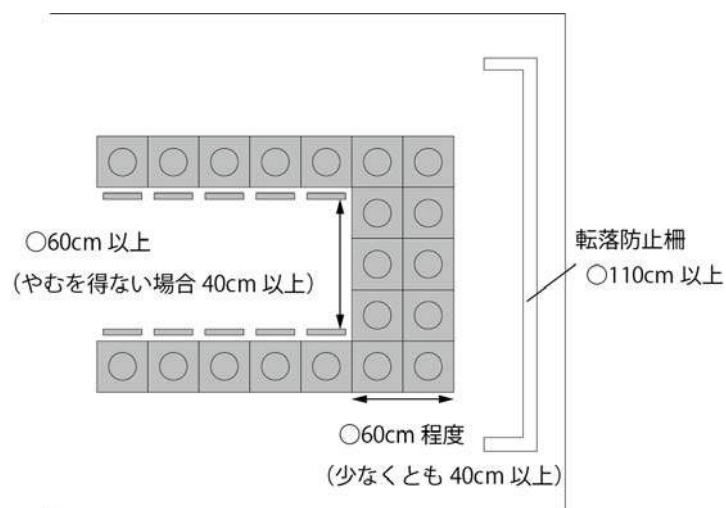 ○60cm 以上
（やむを得ない場合 40cm 以上）
転落防止柵
○110cm 以上
○60cm 程度
（少なくとも 40cm 以上）